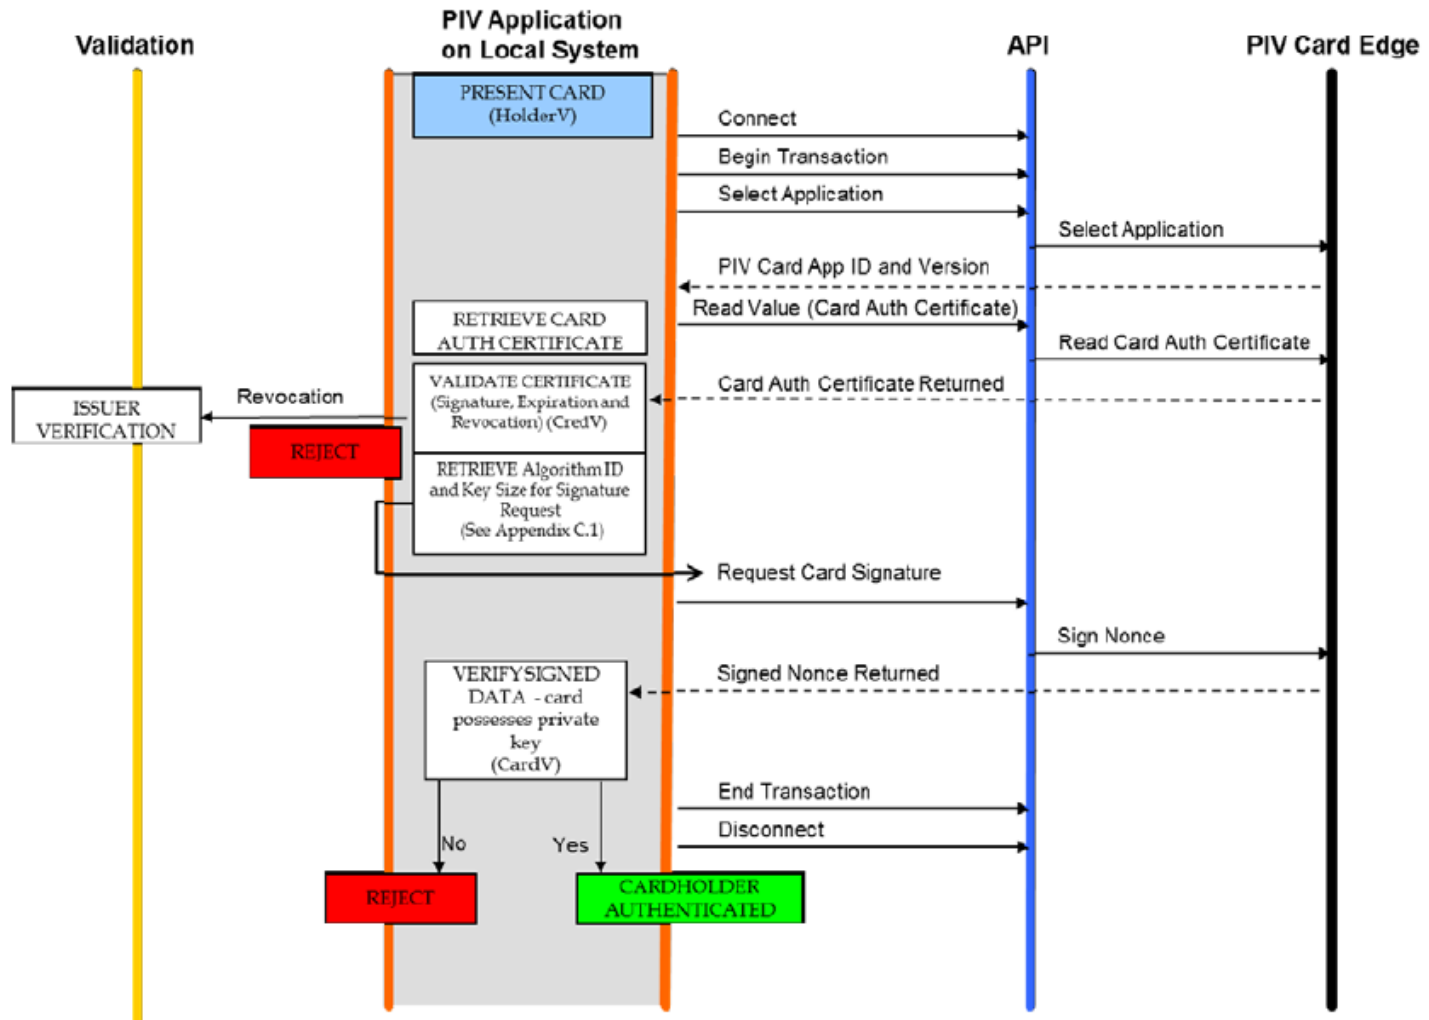 Validation
PIV Application
on Local System
API
PIV Card Edge
PRESENT CARD
(HolderV)
Connect
Begin Transaction
Select Application
Select Application
PIV Card App ID and Version
RETRIEVE CARD
AUTH CERTIFICATE
Read Value (Card Auth Certificate)
Read Card Auth Certificate
VALIDATE CERTIFICATE
(Signature, Expiration and
Revocation) (CredV)
Card Auth Certificate Returned
Revocation
ISSUER
VERIFICATION
REJECT
RETRIEVE Algorithm ID
and Key Size for Signature
Request
(See Appendix C.1)
Request Card Signature
Sign Nonce
VERIFY SIGNED
DATA - card
possesses private
key
(CardV)
Signed Nonce Returned
End Transaction
Disconnect
No
Yes
REJECT
CARDHOLDER
AUTHENTICATED